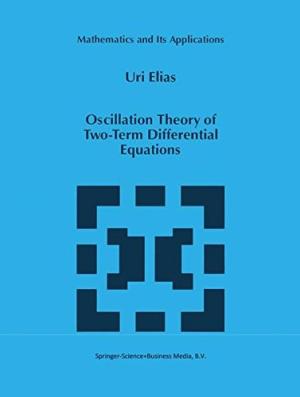 Mathematics and Its Applications
Uri Elias
Oscillation Theory of
Two-Term Differential
Equations
Springer-Science+Business Media, B.V.